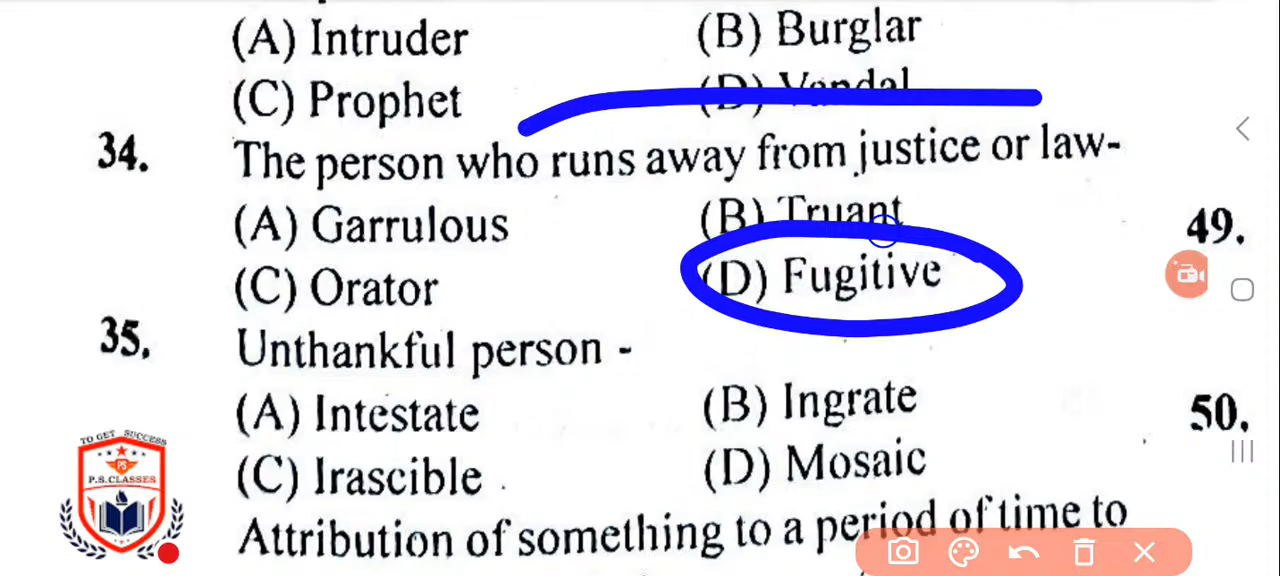 (A) Intruder (B) Burglar
(C) Prophet (D) Vandal
34. The person who runs away from justice or law-
(A) Garrulous (B) Truant
49.
(C) Orator (D) Fugitive
35. Unthankful person -
(A) Intestate (B) Ingrate
50.
(C) Irascible (D) Mosaic
TO GET SUCCESS
PS
P.S.CLASSES
Attribution of something to a period of time to